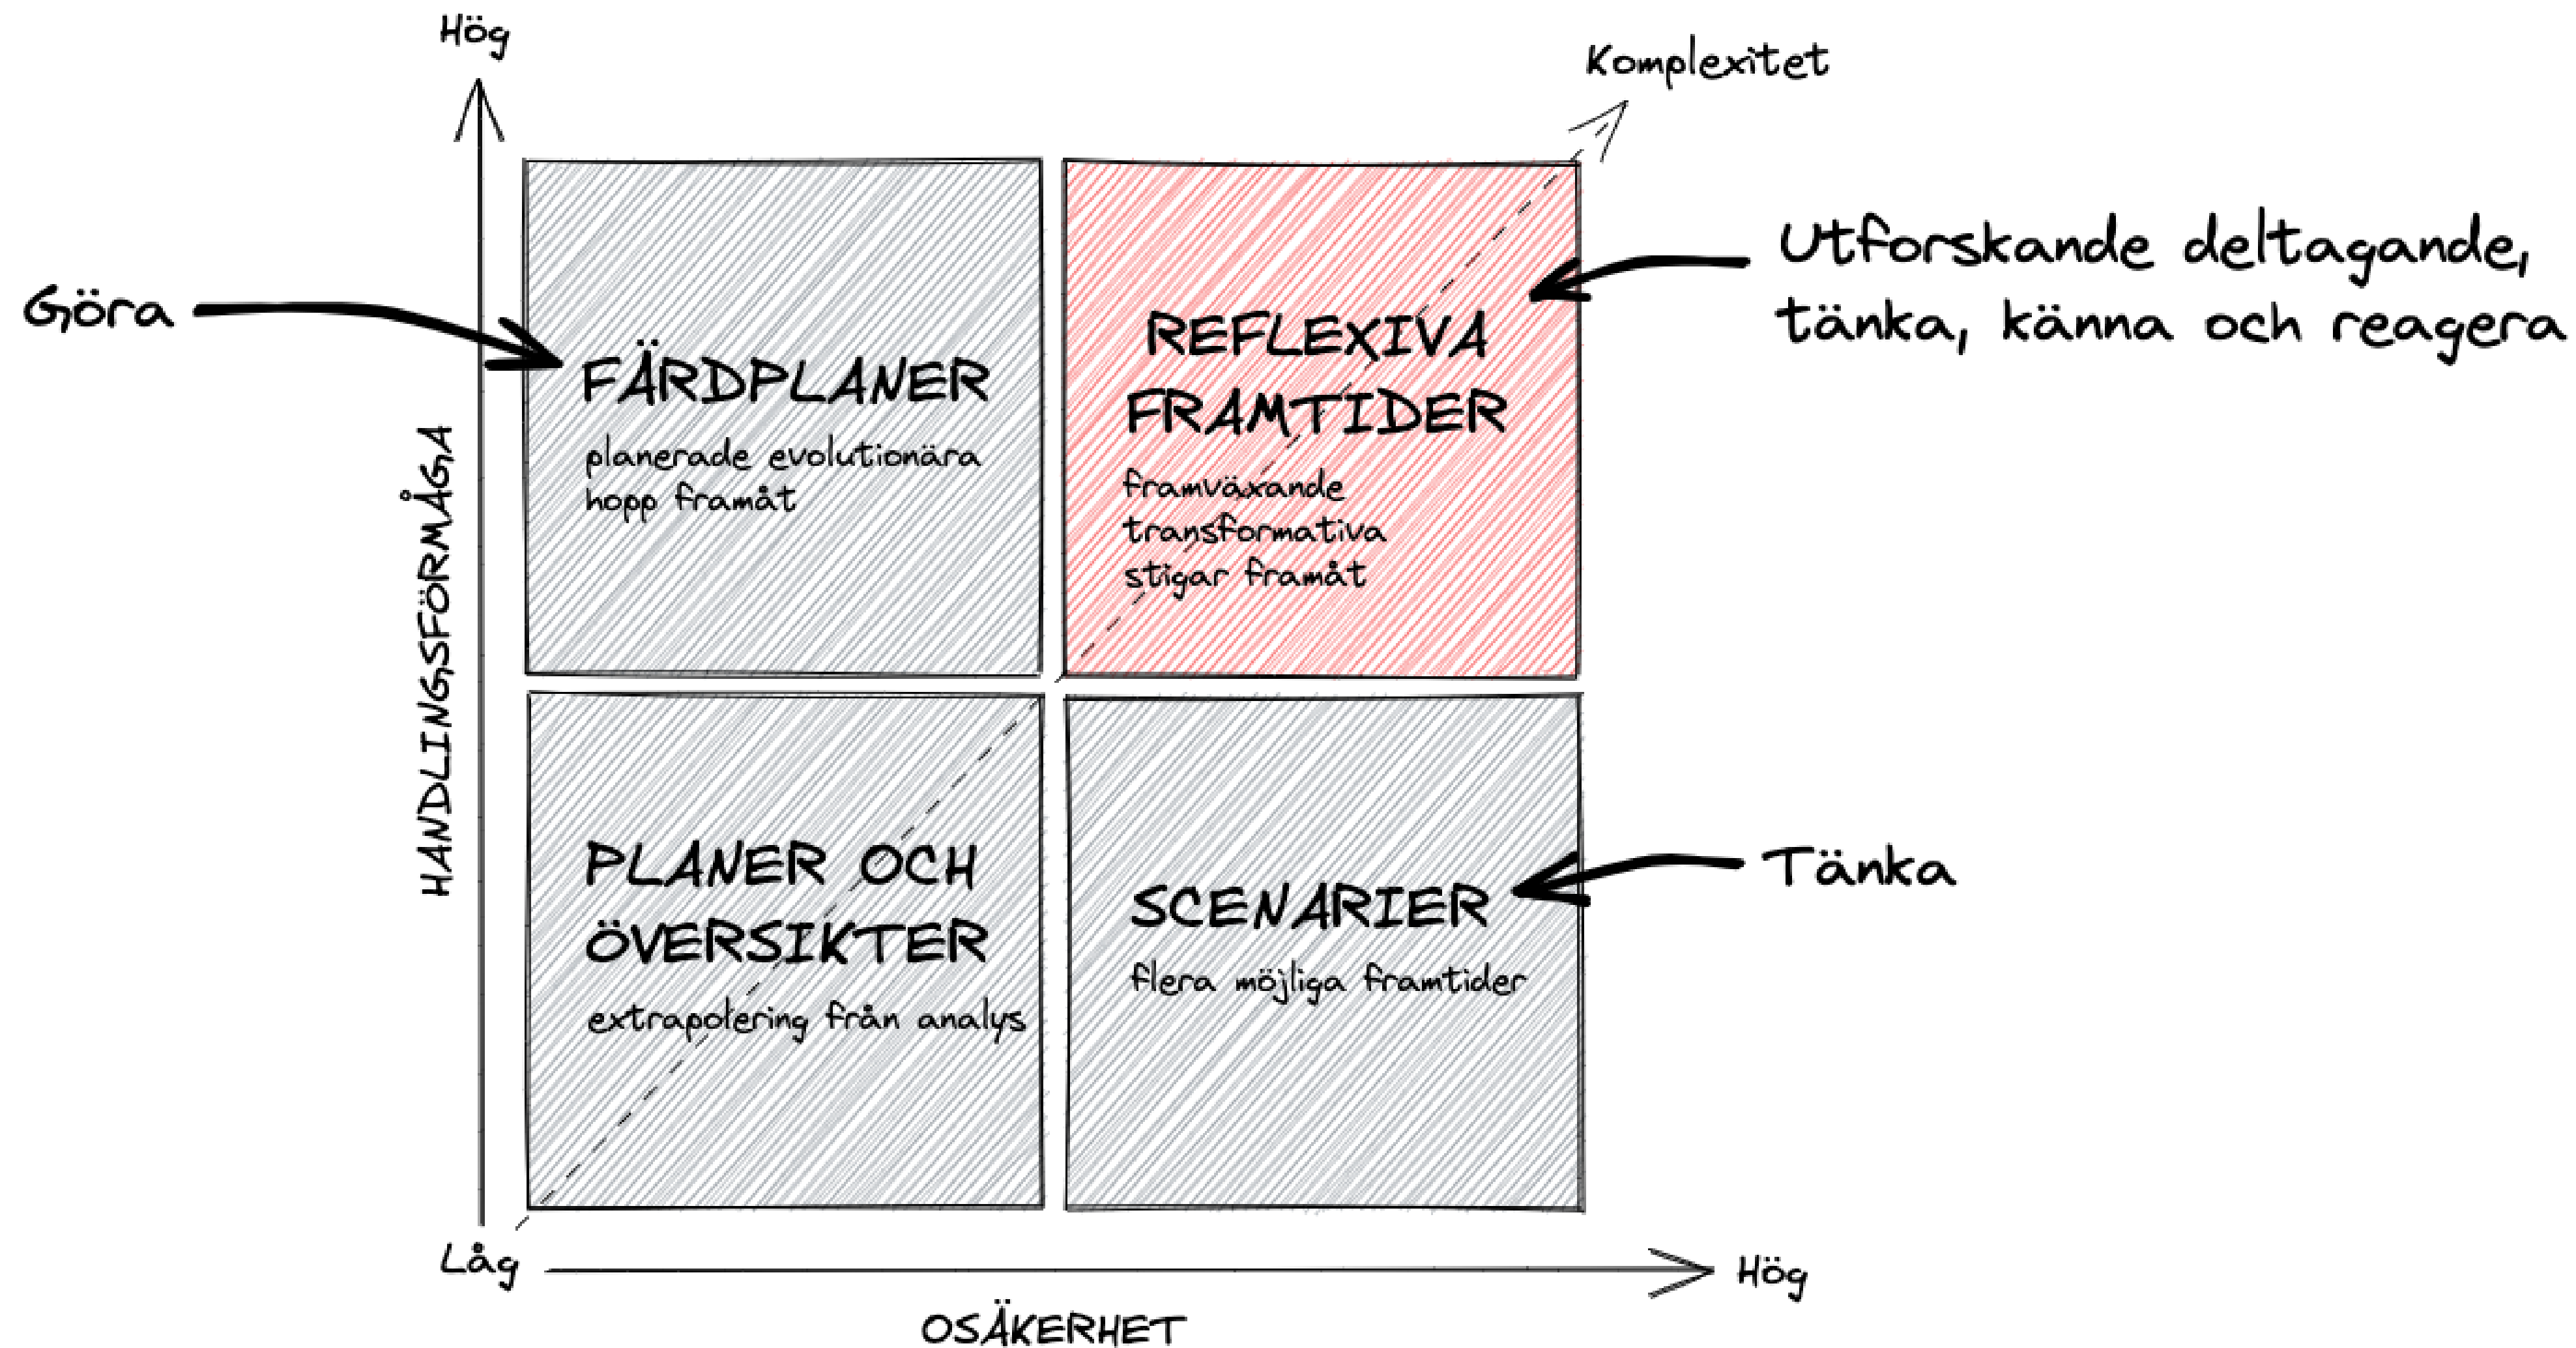 Hög
Komplexitet
Utforskande deltagande,
tänka, känna och reagera
Göra
FÄRDPLANER
planerade evolutionära
hopp framåt
REFLEXIVA
FRAMTIDER
framväxande
transformativa
stigar framåt
HANDLINGSFÖRMÅGA
PLANER OCH
ÖVERSIKTER
extrapolering från analys
SCENARIER
flera möjliga framtider
Tänka
Låg
Hög
OSÄKERHET